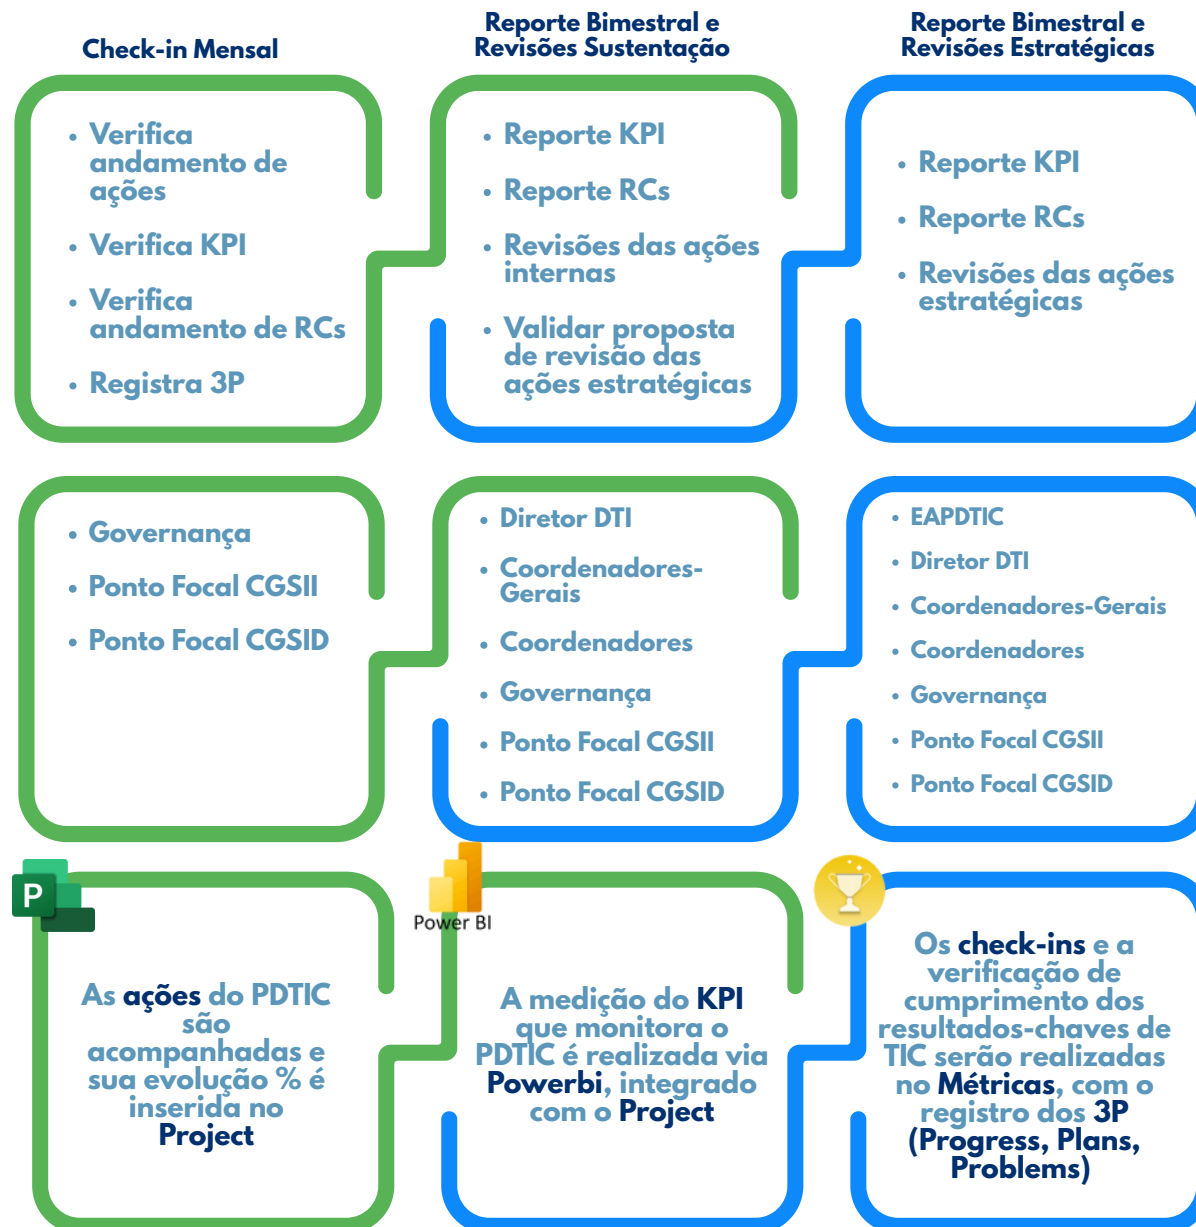 Check-in Mensal
Reporte Bimestral e
Revisões Sustentação
Reporte Bimestral e
Revisões Estratégicas
• Verifica
andamento de
ações
• Verifica KPI
• Verifica
andamento de RCs
• Registra 3P
• Reporte KPI
• Reporte RCs
• Revisões das ações
internas
• Validar proposta
de revisão das
ações estratégicas
• Reporte KPI
• Reporte RCs
• Revisões das ações
estratégicas
• Governança
• Ponto Focal CGSII
• Ponto Focal CGSID
• Diretor DTI
• Coordenadores-
Gerais
• Coordenadores
• Governança
• Ponto Focal CGSII
• Ponto Focal CGSID
• EAPDTIC
• Diretor DTI
• Coordenadores-Gerais
• Coordenadores
• Governança
• Ponto Focal CGSII
• Ponto Focal CGSID
P
As ações do PDTIC
são
acompanhadas e
sua evolução % é
inserida no
Project
Power BI
A medição do KPI
que monitora o
PDTIC é realizada via
Powerbi, integrado
com o Project
Os check-ins e a
verificação de
cumprimento dos
resultados-chaves de
TIC serão realizadas
no Métricas, com o
registro dos 3P
(Progress, Plans,
Problems)